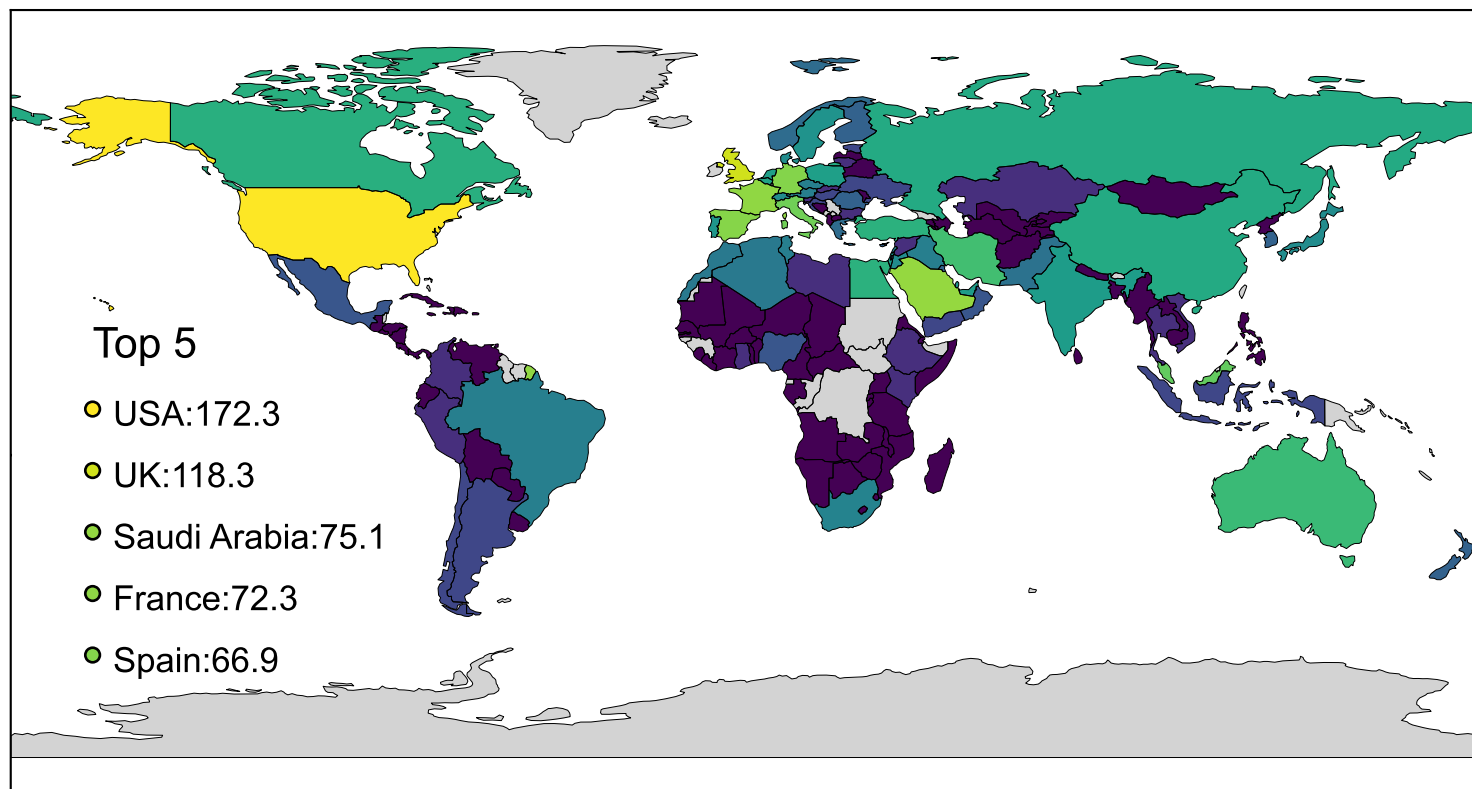 Top 5
USA:172.3
UK:118.3
Saudi Arabia:75.1
France:72.3
Spain:66.9